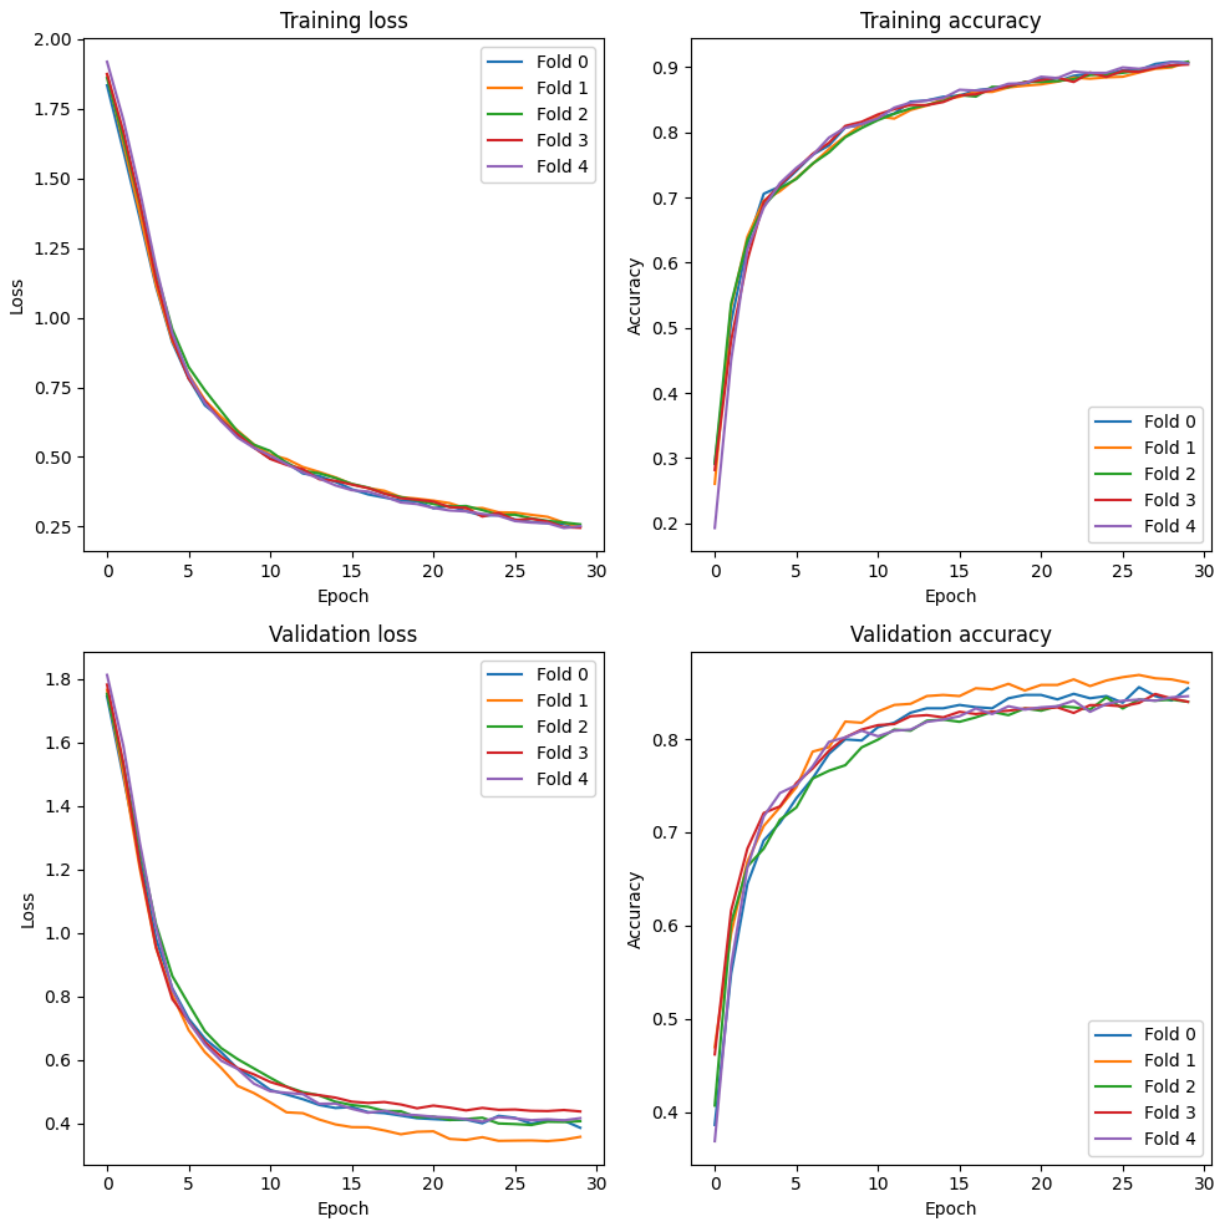 Training loss
Loss
2.00
1.75
1.50
1.25
1.00
0.75
0.50
0.25
0 5 10 15 20 25 30
Epoch
Fold 0
Fold 1
Fold 2
Fold 3
Fold 4
Training accuracy
Accuracy
0.9
0.8
0.7
0.6
0.5
0.4
0.3
0.2
0 5 10 15 20 25 30
Epoch
Fold 0
Fold 1
Fold 2
Fold 3
Fold 4
Validation loss
Loss
1.8
1.6
1.4
1.2
1.0
0.8
0.6
0.4
0 5 10 15 20 25 30
Epoch
Fold 0
Fold 1
Fold 2
Fold 3
Fold 4
Validation accuracy
Accuracy
0.8
0.7
0.6
0.5
0.4
0 5 10 15 20 25 30
Epoch
Fold 0
Fold 1
Fold 2
Fold 3
Fold 4